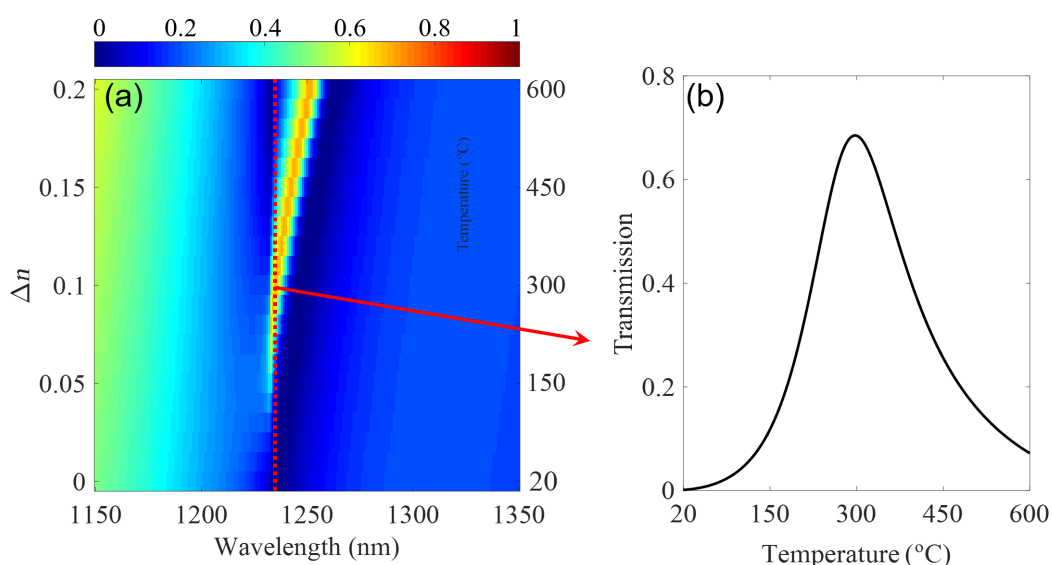 0 0.2 0.4 0.6 0.8 1
(a)
0.2
0.15
0.1
0.05
0
Δn
600
450
300
150
20
Temperature (°C)
1150 1200 1250 1300 1350
Wavelength (nm)
(b)
0.8
0.6
0.4
0.2
0
Transmission
20 150 300 450 600
Temperature (°C)